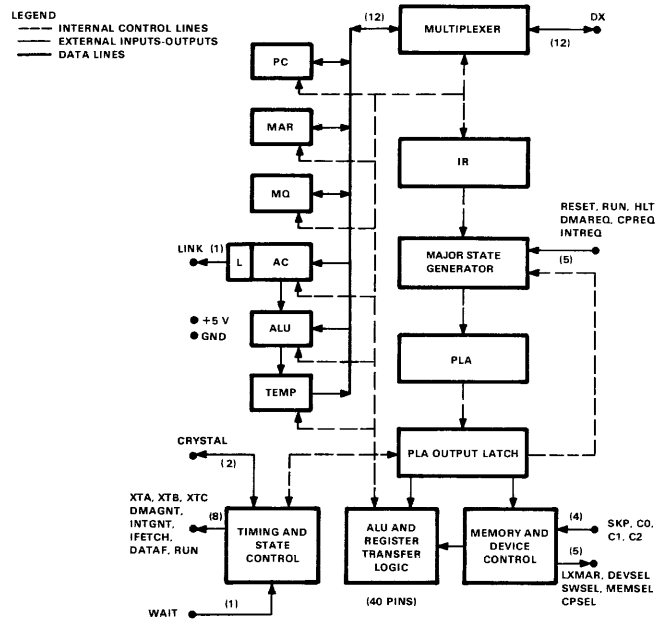 LEGEND
INTERNAL CONTROL LINES
EXTERNAL INPUTS-OUTPUTS
DATA LINES
(12)
MULTIPLEXER
DX
(12)
PC
MAR
MQ
IR
RESET, RUN, HLT
DMAREQ, CPREQ
INTREQ
(5)
LINK (1)
L
AC
MAJOR STATE
GENERATOR
+5 V
GND
ALU
PLA
TEMP
PLA OUTPUT LATCH
CRYSTAL
(2)
XTA, XTB, XTC
DMAGNT,
INTGNT,
IFETCH,
DATAF, RUN
(8)
TIMING AND
STATE
CONTROL
ALU AND
REGISTER
TRANSFER
LOGIC
MEMORY AND
DEVICE
CONTROL
(4)
SKP, C0,
C1, C2
(5)
LXMAR, DEVSEL
SWSEL, MEMSEL
CPSEL
(40 PINS)
WAIT
(1)